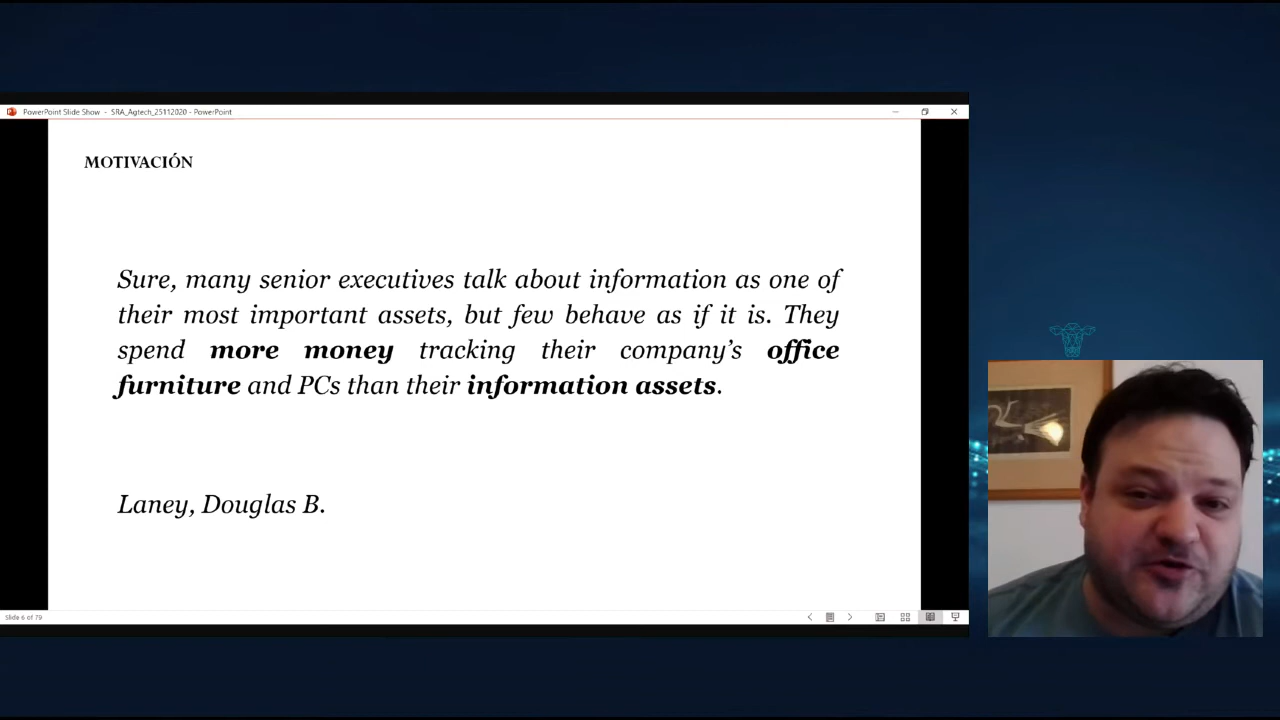 PowerPoint Slide Show - SRA_Agtech_25112020 - PowerPoint
MOTIVACIÓN
Sure, many senior executives talk about information as one of
their most important assets, but few behave as if it is. They
spend more money tracking their company’s office
furniture and PCs than their information assets.
Laney, Douglas B.
Slide 6 of 79